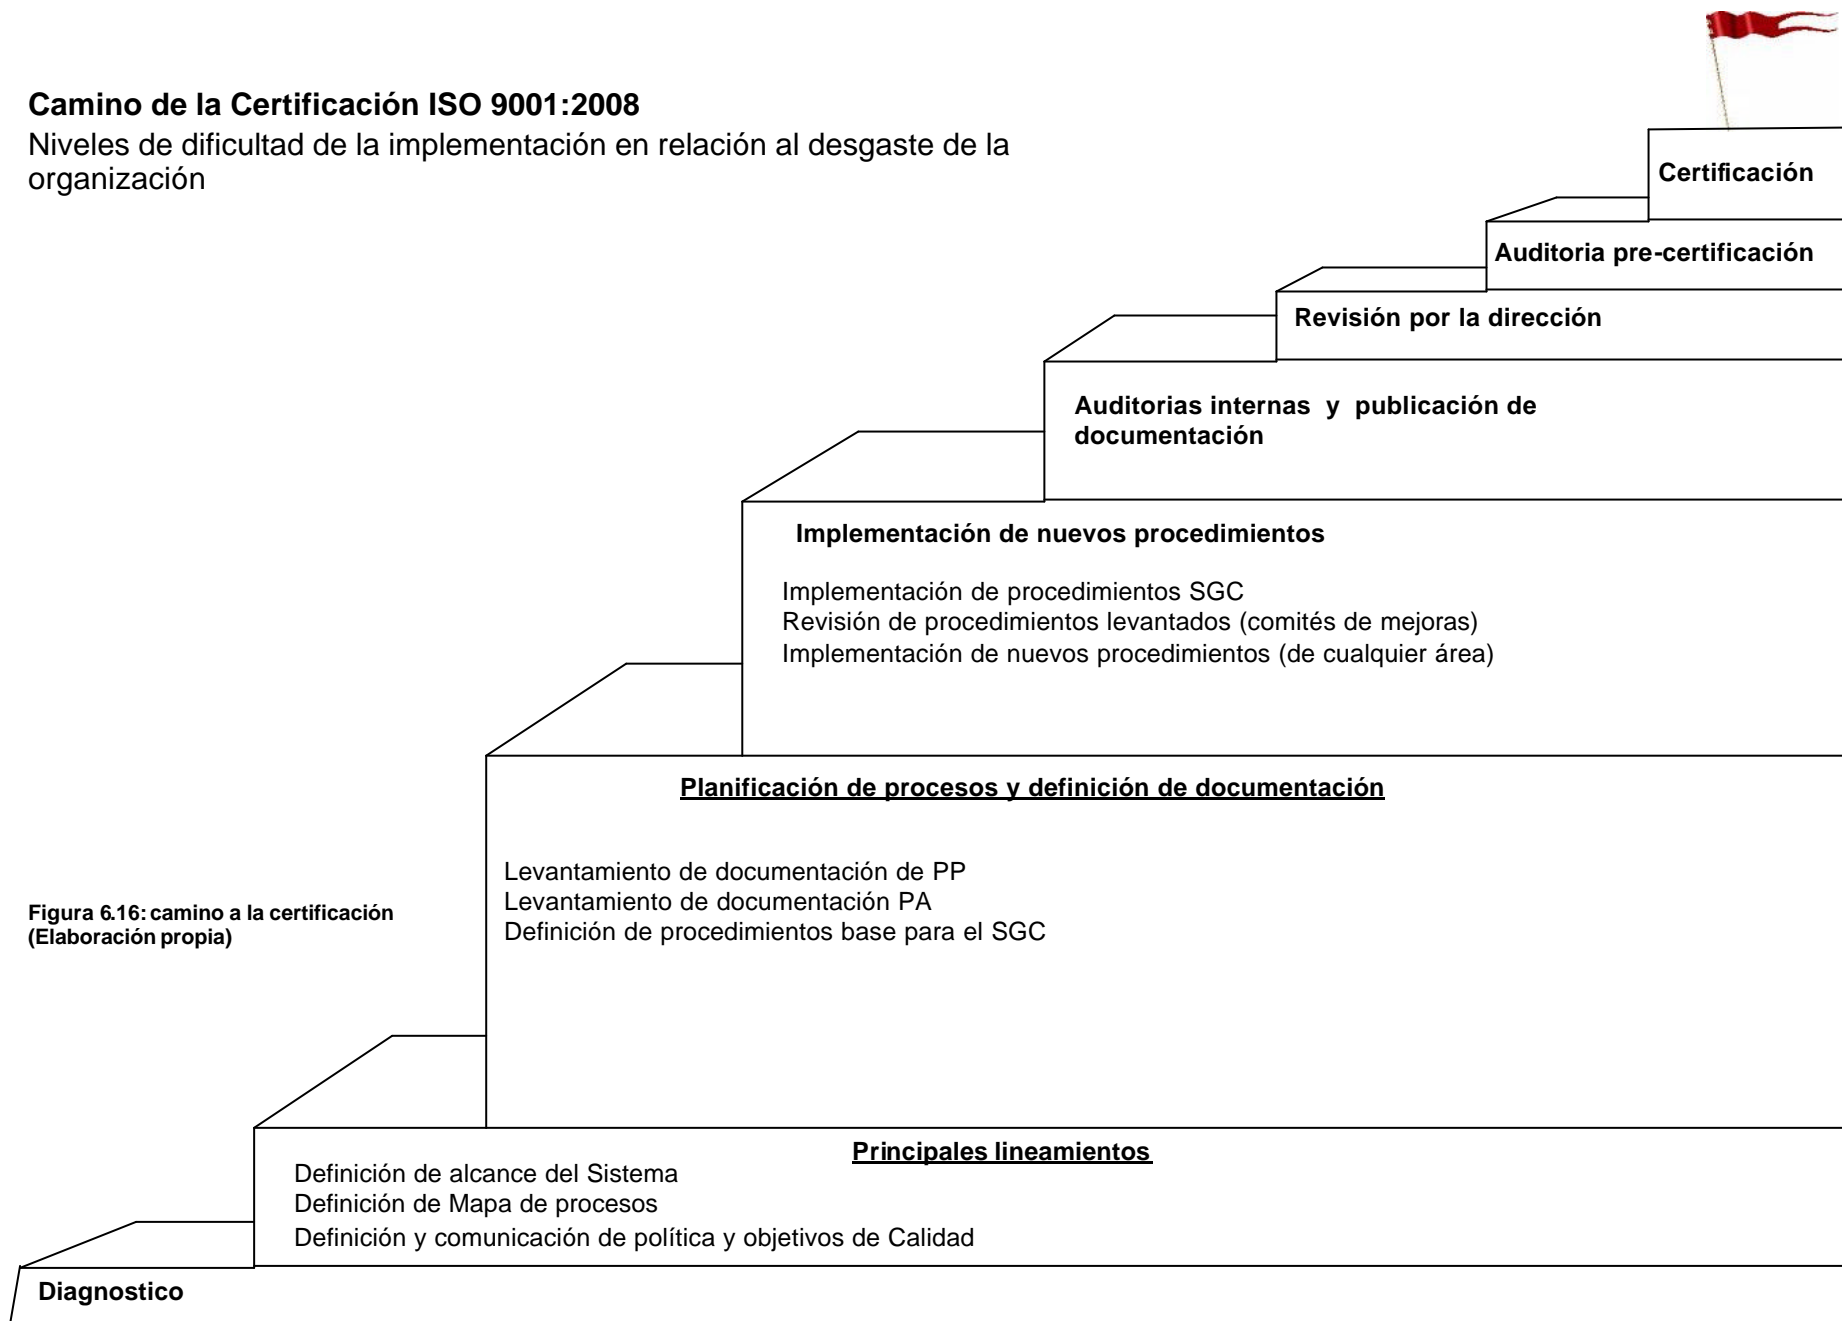 Camino de la Certificación ISO 9001:2008
Niveles de dificultad de la implementación en relación al desgaste de la
organización
Certificación
Auditoria pre-certificación
Revisión por la dirección
Auditorias internas y publicación de
documentación
Implementación de nuevos procedimientos
Implementación de procedimientos SGC
Revisión de procedimientos levantados (comités de mejoras)
Implementación de nuevos procedimientos (de cualquier área)
Planificación de procesos y definición de documentación
Levantamiento de documentación de PP
Levantamiento de documentación PA
Definición de procedimientos base para el SGC
Figura 6.16: camino a la certificación
(Elaboración propia)
Principales lineamientos
Definición de alcance del Sistema
Definición de Mapa de procesos
Definición y comunicación de política y objetivos de Calidad
Diagnostico